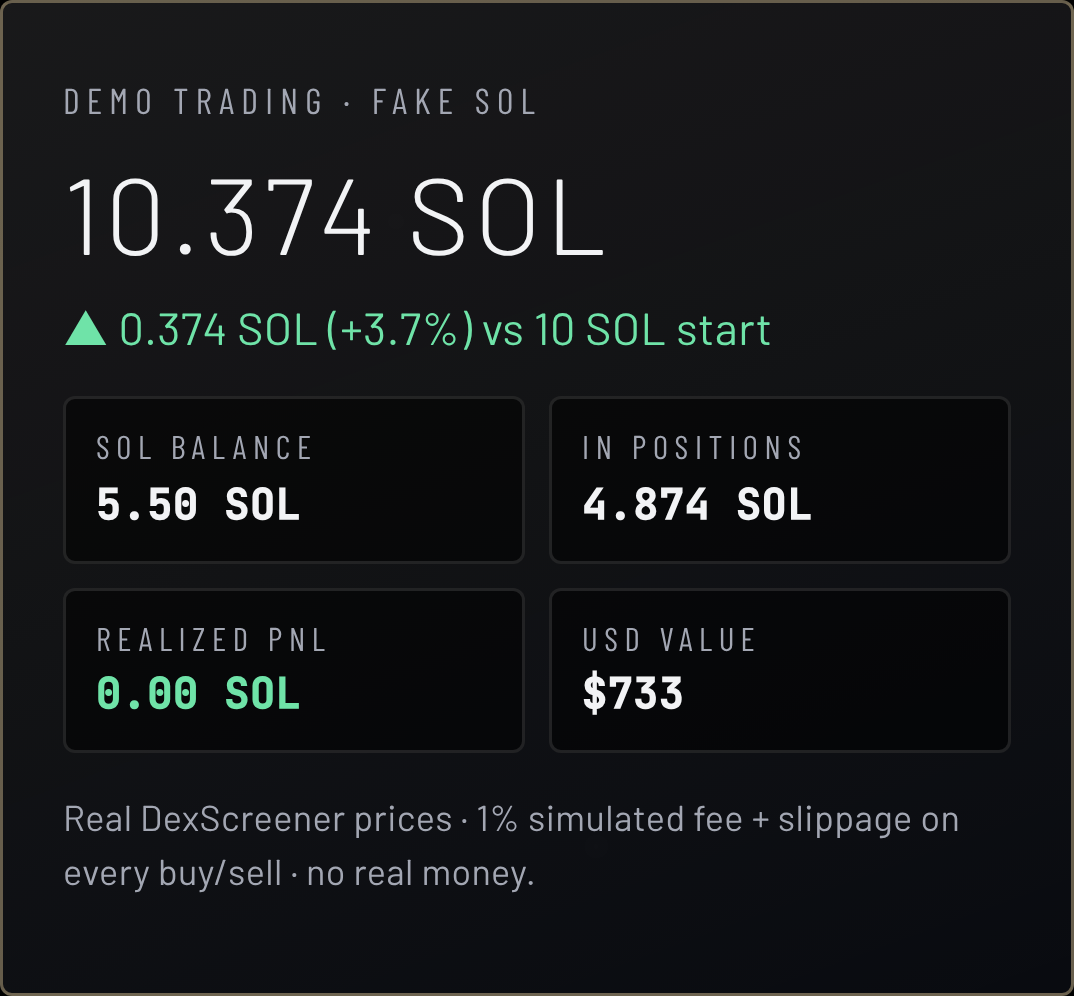 DEMO TRADING · FAKE SOL
10.374 SOL
▲ 0.374 SOL (+3.7%) vs 10 SOL start
SOL BALANCE
5.50 SOL
IN POSITIONS
4.874 SOL
REALIZED PNL
0.00 SOL
USD VALUE
$733
Real DexScreener prices · 1% simulated fee + slippage on
every buy/sell · no real money.